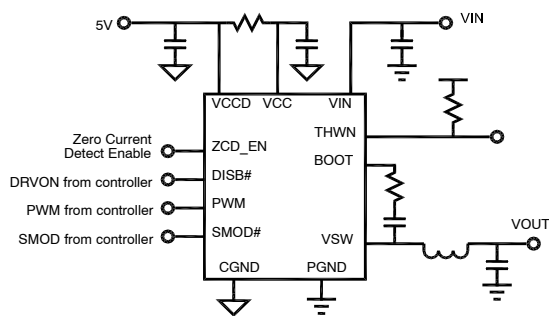 5V
VIN
VCCD VCC VIN
THWN
Zero Current
Detect Enable
ZCD_EN
BOOT
DRVON from controller
DISB#
PWM from controller
PWM
SMOD from controller
SMOD#
VSW
VOUT
CGND PGND